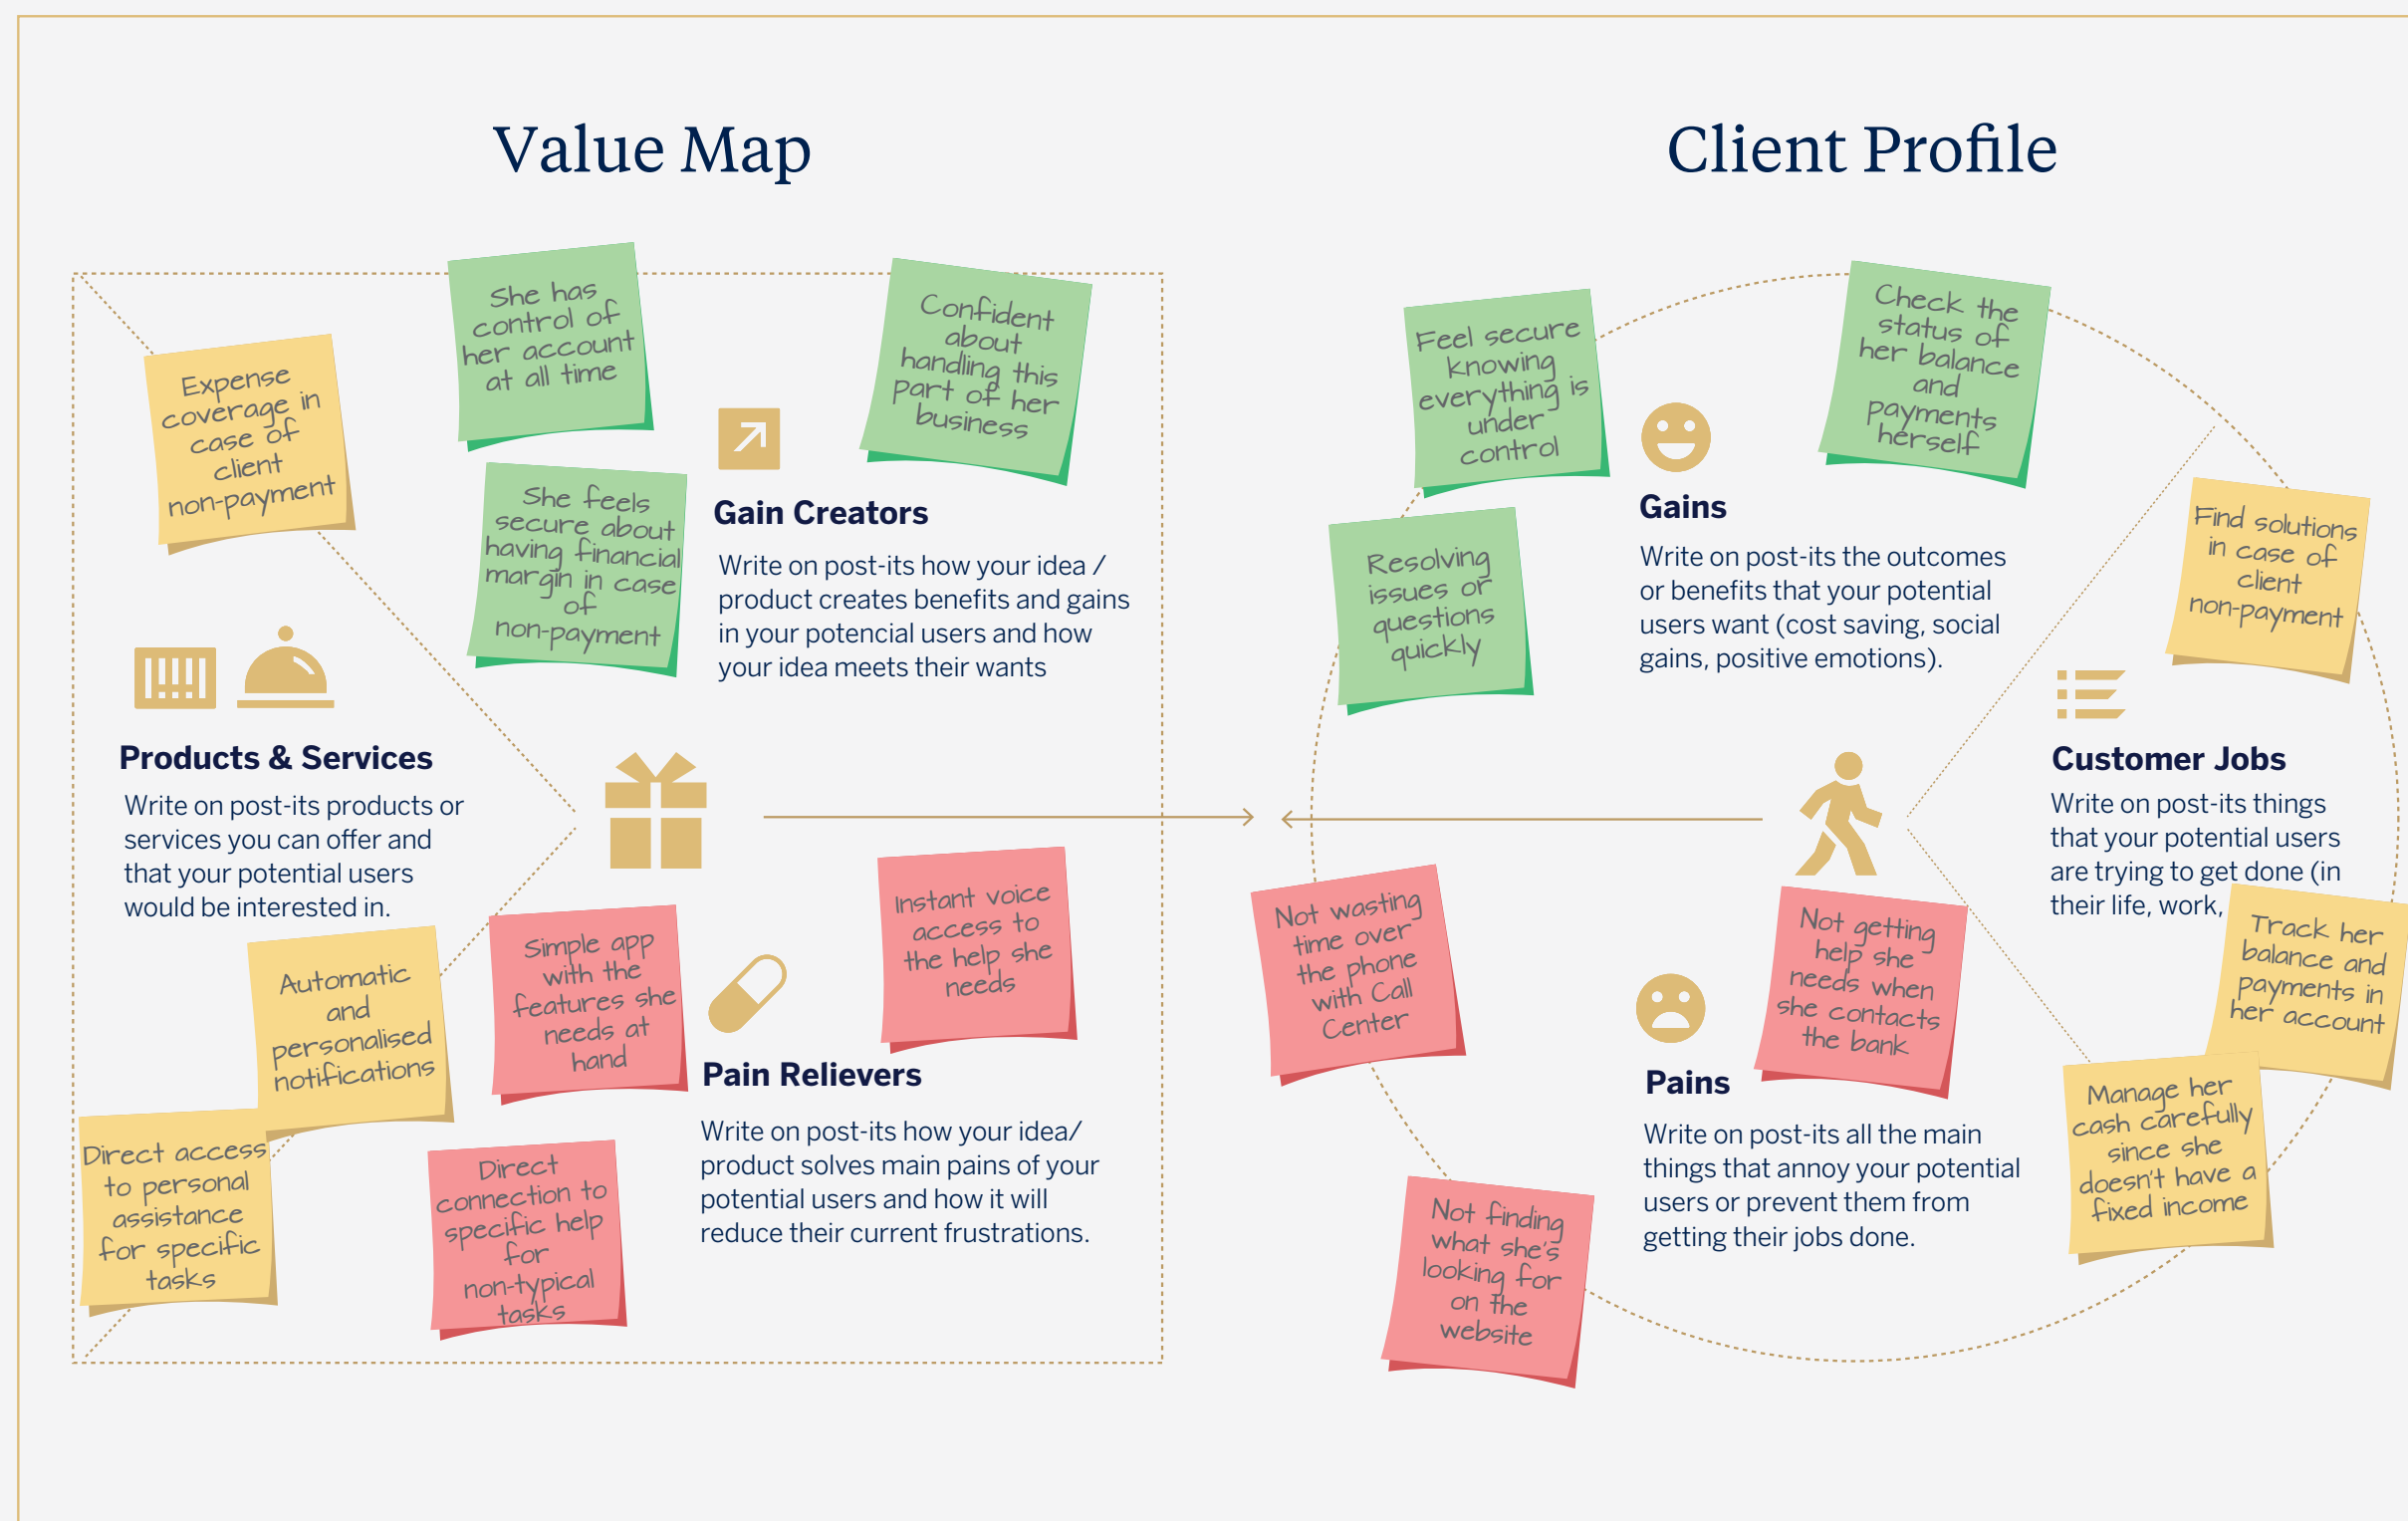 Value Map
Client Profile
Expense
coverage in
case of
client
non-payment
She has
control of
her account
at all time
Confident
about
handling this
part of her
business
She feels
secure about
having financial
margin in case
of
non-payment
Gain Creators
Write on post-its how your idea /
product creates benefits and gains
in your potencial users and how
your idea meets their wants
Products & Services
Write on post-its products or
services you can offer and
that your potential users
would be interested in.
Automatic
and
personalised
notifications
Direct access
to personal
assistance
for specific
tasks
Simple app
with the
features she
needs at
hand
Instant voice
access to
the help she
needs
Direct
connection to
specific help
for
non-typical
tasks
Pain Relievers
Write on post-its how your idea/
product solves main pains of your
potential users and how it will
reduce their current frustrations.
Feel secure
knowing
everything is
under
control
Check the
status of
her balance
and
payments
herself
Resolving
issues or
questions
quickly
Gains
Write on post-its the outcomes
or benefits that your potential
users want (cost saving, social
gains, positive emotions).
Find solutions
in case of
client
non-payment
Customer Jobs
Write on post-its things
that your potential users
are trying to get done (in
their life, work,
Track her
balance and
payments in
her account
Manage her
cash carefully
since she
doesn't have a
fixed income
Not wasting
time over
the phone
with Call
Center
Not getting
help she
needs when
she contacts
the bank
Not finding
what she's
looking for
on the
website
Pains
Write on post-its all the main
things that annoy your potential
users or prevent them from
getting their jobs done.